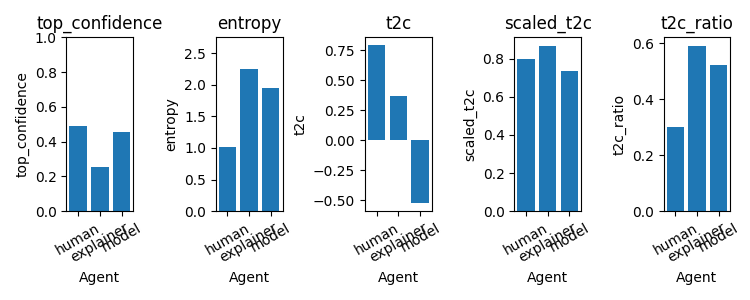 top_confidence
entropy
t2c
scaled_t2c
t2c_ratio
top_confidence
1.0
0.8
0.6
0.4
0.2
0.0
human
explainer
model
Agent
entropy
2.5
2.0
1.5
1.0
0.5
0.0
human
explainer
model
Agent
t2c
0.75
0.50
0.25
0.00
−0.25
−0.50
human
explainer
model
Agent
scaled_t2c
0.8
0.6
0.4
0.2
0.0
human
explainer
model
Agent
t2c_ratio
0.6
0.4
0.2
0.0
human
explainer
model
Agent